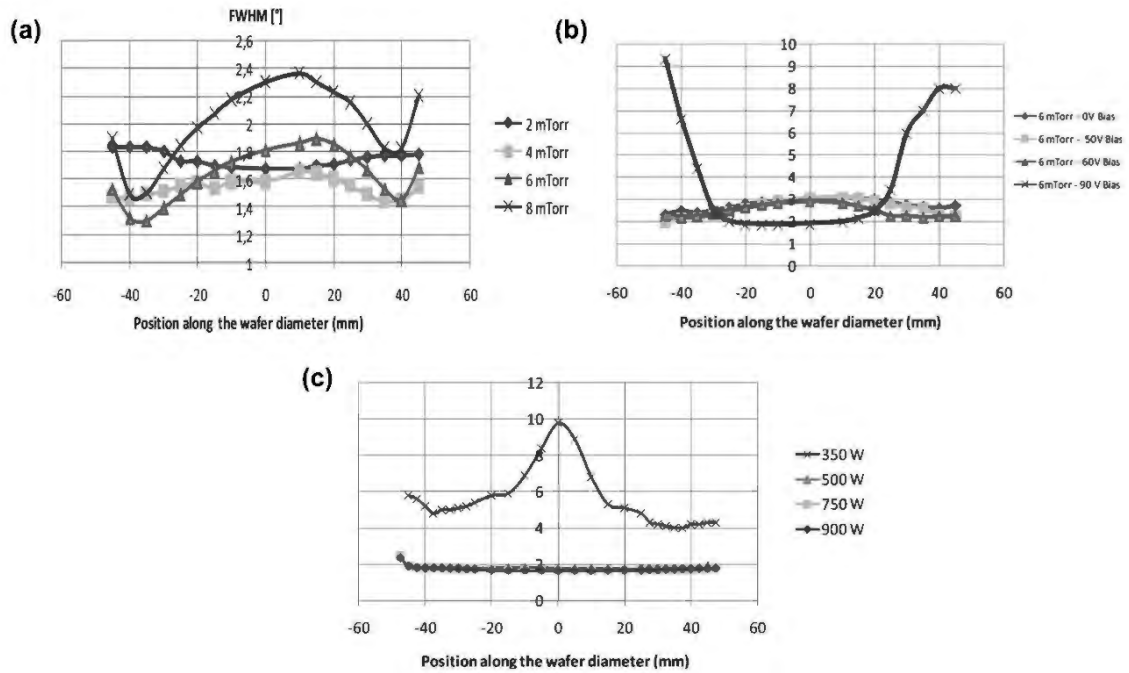 (a)
FWHM [°]
2,6
2,4
2,2
2
1,8
1,6
1,4
1,2
1
-60
-40
-20
0
20
40
60
Position along the wafer diameter (mm)
2 mTorr
4 mTorr
6 mTorr
8 mTorr
(b)
10
9
8
7
6
5
4
3
2
1
0
-60
-40
-20
0
20
40
60
Position along the wafer diameter (mm)
6 mTorr - 0V Bias
6 mTorr - 50V Bias
6 mTorr - 60V Bias
6mTorr - 90 V Bias
(c)
12
10
8
6
4
2
0
-60
-40
-20
0
20
40
60
Position along the wafer diameter (mm)
350 W
500 W
750 W
900 W